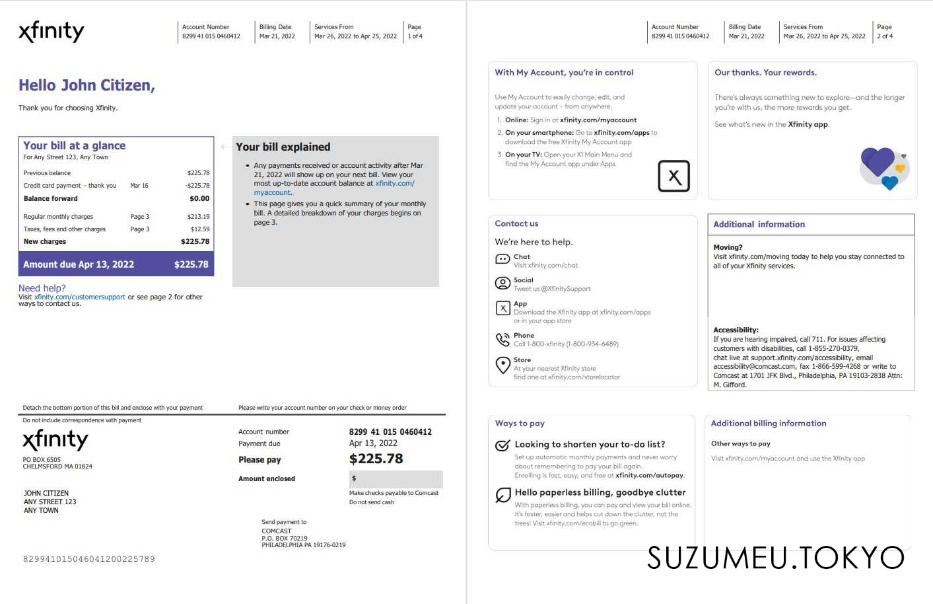 xfinity
Account Number
8299 41 015 0460412
Billing Date
Mar 21, 2022
Services From
Mar 26, 2022 to Apr 25, 2022
Page
1 of 4
Hello John Citizen,
Thank you for choosing Xfinity.
Your bill at a glance
For Any Street 123, Any Town
Previous balance $225.78
Credit card payment - thank you Mar 16 -$225.78
Balance forward $0.00
Regular monthly charges Page 3 $213.19
Taxes, fees and other charges Page 3 $12.59
New charges $225.78
Amount due Apr 13, 2022 $225.78
Need help?
Visit xfinity.com/customersupport or see page 2 for other
ways to contact us.
Your bill explained
• Any payments received or account activity after Mar
21, 2022 will show up on your next bill. View your
most up-to-date account balance at xfinity.com/
myaccount.
• This page gives you a quick summary of your monthly
bill. A detailed breakdown of your charges begins on
page 3.
Detach the bottom portion of this bill and enclose with your payment
Please write your account number on your check or money order
Do not include correspondence with payment
xfinity
PO BOX 6505
CHELMSFORD MA 01824
JOHN CITIZEN
ANY STREET 123
ANY TOWN
829941015046041200225789
Account number 8299 41 015 0460412
Payment due Apr 13, 2022
Please pay $225.78
Amount enclosed $
Make checks payable to Comcast
Do not send cash
Send payment to
COMCAST
P.O. BOX 70219
PHILADELPHIA PA 19176-0219
Account Number
8299 41 015 0460412
Billing Date
Mar 21, 2022
Services From
Mar 26, 2022 to Apr 25, 2022
Page
2 of 4
With My Account, you're in control
Use My Account to easily change, edit, and
update your account - from anywhere.
1. Online: Sign in at xfinity.com/myaccount
2. On your smartphone: Go to xfinity.com/apps to
download the free Xfinity My Account app
3. On your TV: Open your X1 Main Menu and
find the My Account app under Apps
X
Our thanks. Your rewards.
There's always something new to explore—and the longer
you're with us, the more rewards you get.
See what's new in the Xfinity app.
Contact us
We're here to help.
Chat
Visit xfinity.com/chat
Social
Tweet us @XfinitySupport
X
App
Download the Xfinity app at xfinity.com/apps
or in your app store
Phone
Call 1-800-xfinity (1-800-934-6489)
Store
At your nearest Xfinity store
find one at xfinity.com/storelocator
Additional information
Moving?
Visit xfinity.com/moving today to help you stay connected to
all of your Xfinity services.
Accessibility:
If you are hearing impaired, call 711. For issues affecting
customers with disabilities, call 1-855-270-0379,
chat live at support.xfinity.com/accessibility, email
accessibility@comcast.com, fax 1-866-599-4268 or write to
Comcast at 1701 JFK Blvd., Philadelphia, PA 19103-2838 Attn:
M. Gifford.
Ways to pay
Looking to shorten your to-do list?
Set up automatic monthly payments and never worry
about remembering to pay your bill again.
Enrolling is fast, easy, and free at xfinity.com/autopay.
Hello paperless billing, goodbye clutter
With paperless billing, you can pay and view your bill online.
It's faster, easier and helps cut down the clutter, not the
trees! Visit xfinity.com/ecobill to go green.
Additional billing information
Other ways to pay
Visit xfinity.com/myaccount and use the Xfinity app
SUZUMEU.TOKYO